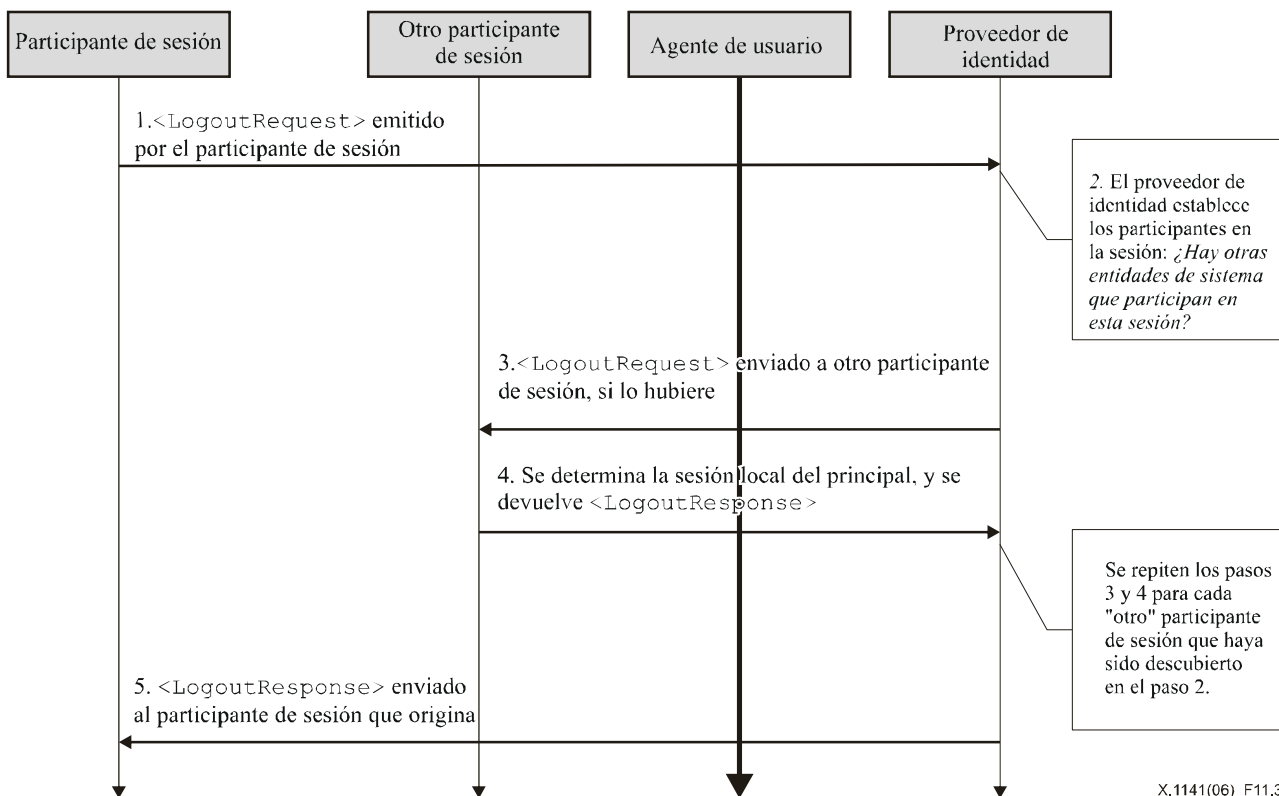 Participante de sesión
Otro participante
de sesión
Agente de usuario
Proveedor de
identidad
1.<LogoutRequest> emitido
por el participante de sesión
2. El proveedor de
identidad establece
los participantes en
la sesión: ¿Hay otras
entidades de sistema
que participan en
esta sesión?
3.<LogoutRequest> enviado a otro participante
de sesión, si lo hubiere
4. Se determina la sesión local del principal, y se
devuelve <LogoutResponse>
Se repiten los pasos
3 y 4 para cada
"otro" participante
de sesión que haya
sido descubierto
en el paso 2.
5. <LogoutResponse> enviado
al participante de sesión que origina
X.1141(06)_F11.3